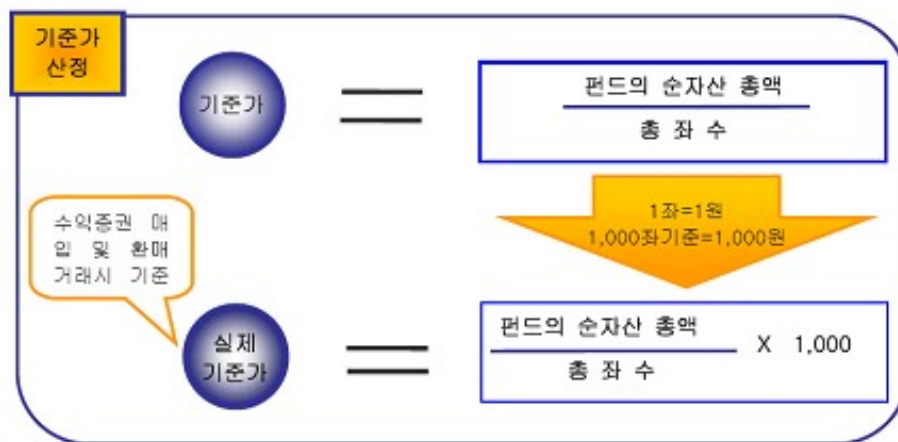 기준가
산정
기준가
=
펀드의 순자산 총액
총 좌 수
1좌=1원
1,000좌기준=1,000원
수익증권 매
입 및 환매
거래시 기준
실제
기준가
=
펀드의 순자산 총액
총 좌 수
X 1,000